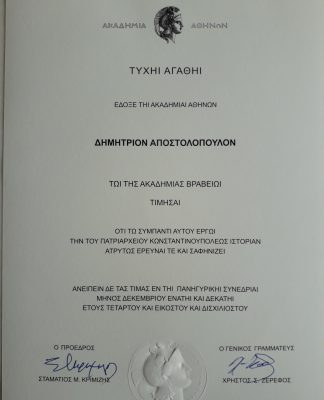 ΑΚΑΔΗΜΙΑ ΑΘΗΝΩΝ
ΤΥΧΗΙ ΑΓΑΘΗΙ
ΕΔΟΞΕ ΤΗΙ ΑΚΑΔΗΜΙΑΙ ΑΘΗΝΩΝ
ΔΗΜΗΤΡΙΟΝ ΑΠΟΣΤΟΛΟΠΟΥΛΟΝ
ΤΩΙ ΤΗΣ ΑΚΑΔΗΜΙΑΣ ΒΡΑΒΕΙΩΙ
ΤΙΜΗΣΑΙ
ΟΤΙ ΤΩ ΣΥΜΠΑΝΤΙ ΑΥΤΟΥ ΕΡΓΩΙ
ΤΗΝ ΤΟΥ ΠΑΤΡΙΑΡΧΕΙΟΥ ΚΩΝΣΤΑΝΤΙΝΟΥΠΟΛΕΩΣ ΙΣΤΟΡΙΑΝ
ΑΤΡΥΤΩΣ ΕΡΕΥΝΑΙ ΤΕ ΚΑΙ ΣΑΦΗΝΙΖΕΙ
ΑΝΕΙΠΕΙΝ ΔΕ ΤΑΣ ΤΙΜΑΣ ΕΝ ΤΗΙ ΠΑΝΗΓΥΡΙΚΗΙ ΣΥΝΕΔΡΙΑΙ
ΜΗΝΟΣ ΔΕΚΕΜΒΡΙΟΥ ΕΝΑΤΗΙ ΚΑΙ ΔΕΚΑΤΗΙ
ΕΤΟΥΣ ΤΕΤΑΡΤΟΥ ΚΑΙ ΕΙΚΟΣΤΟΥ ΚΑΙ ΔΙΣΧΙΛΙΟΣΤΟΥ
Ο ΠΡΟΕΔΡΟΣ
ΣΤΑΜΑΤΙΟΣ Μ. ΚΡΙΜΙΖΗΣ
Ο ΓΕΝΙΚΟΣ ΓΡΑΜΜΑΤΕΥΣ
ΧΡΗΣΤΟΣ Σ. ΖΕΡΕΦΟΣ